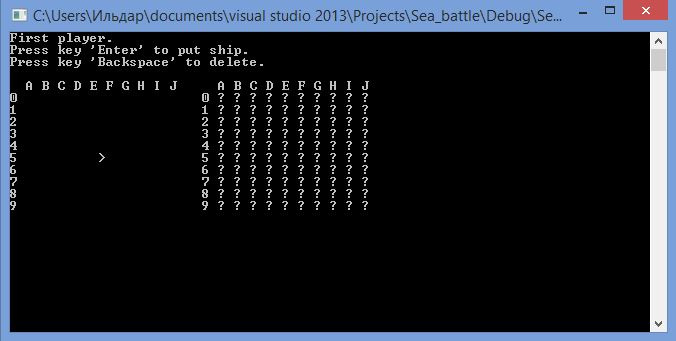 C:\Users\Ильдар\documents\visual studio 2013\Projects\Sea_battle\Debug\Se...
First player.
Press key 'Enter' to put ship.
Press key 'Backspace' to delete.
A B C D E F G H I J A B C D E F G H I J
0 0 ? ? ? ? ? ? ? ? ? ?
1 1 ? ? ? ? ? ? ? ? ? ?
2 2 ? ? ? ? ? ? ? ? ? ?
3 3 ? ? ? ? ? ? ? ? ? ?
4 4 ? ? ? ? ? ? ? ? ? ?
5 > 5 ? ? ? ? ? ? ? ? ? ?
6 6 ? ? ? ? ? ? ? ? ? ?
7 7 ? ? ? ? ? ? ? ? ? ?
8 8 ? ? ? ? ? ? ? ? ? ?
9 9 ? ? ? ? ? ? ? ? ? ?